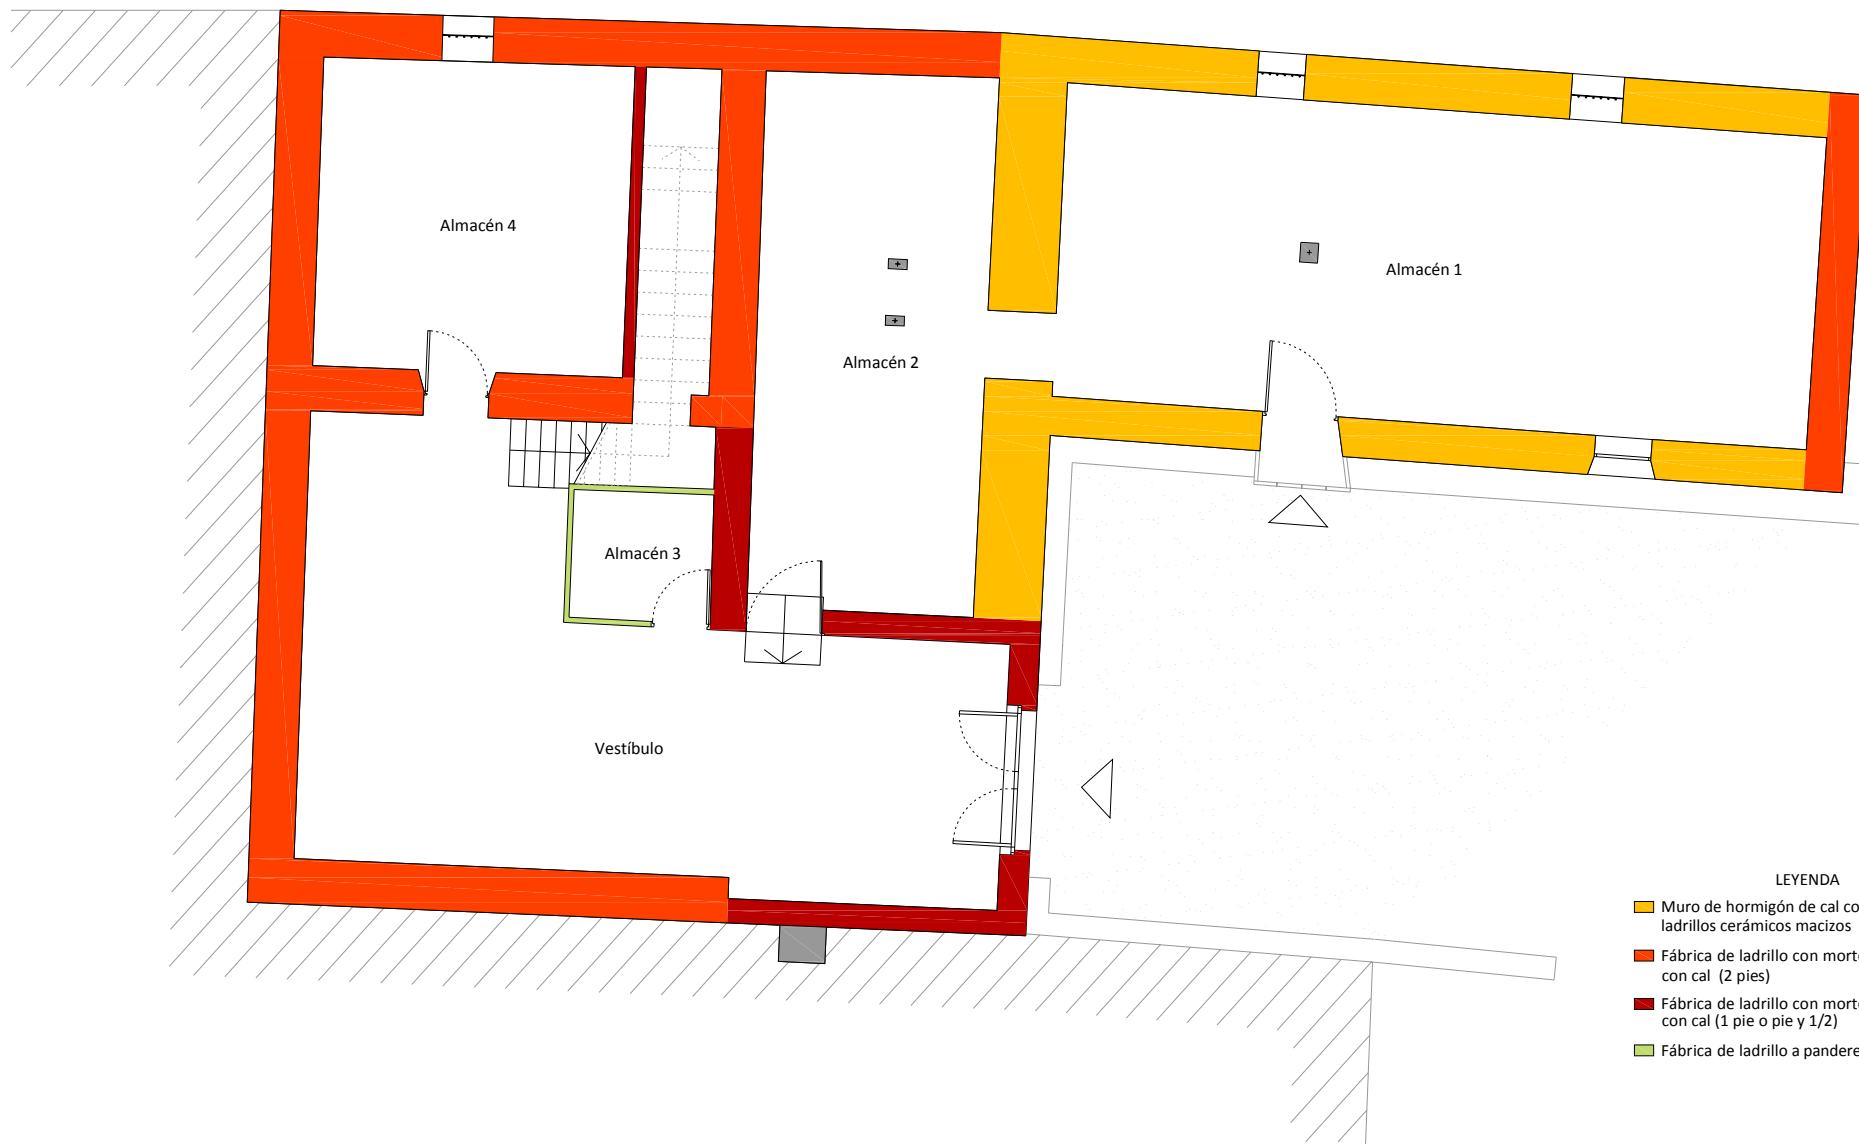 Almacén 4
Almacén 1
Almacén 2
Almacén 3
Vestíbulo
LEYENDA
Muro de hormigón de cal co
ladrillos cerámicos macizos
Fábrica de ladrillo con mort
con cal (2 pies)
Fábrica de ladrillo con mort
con cal (1 pie o pie y 1/2)
Fábrica de ladrillo a pandere